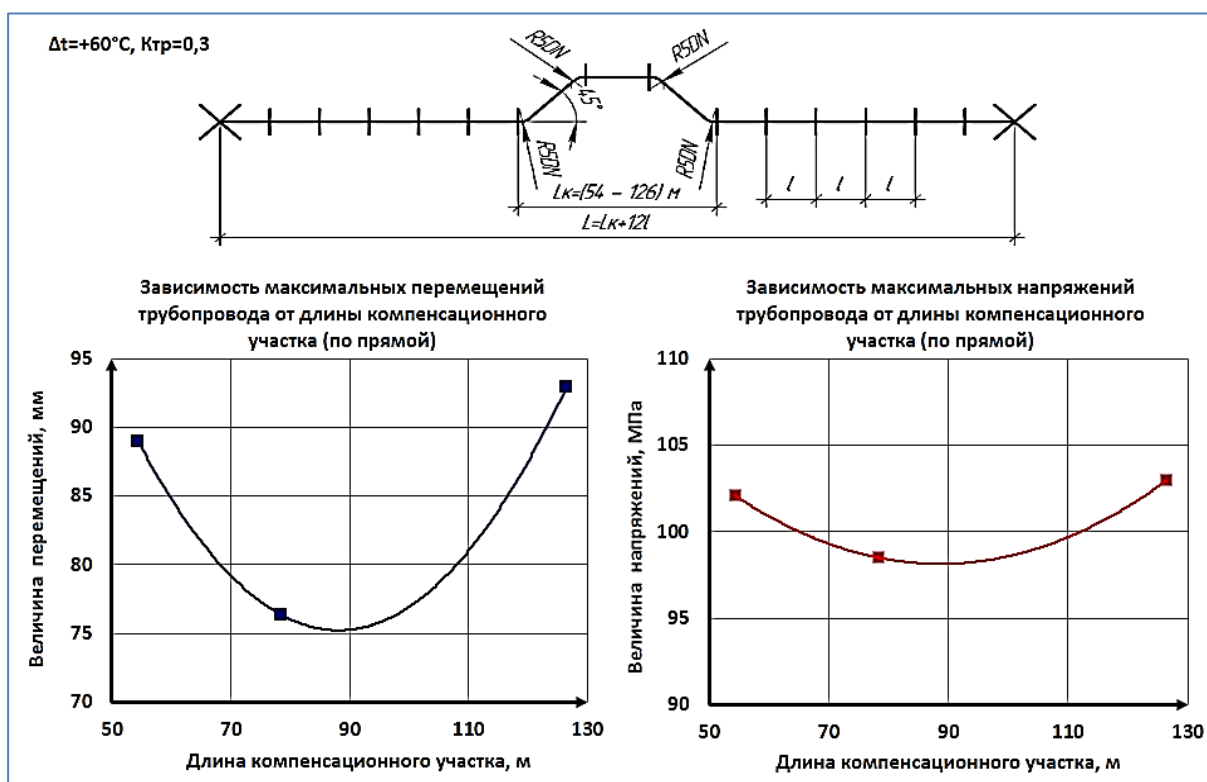 Δt=+60°C, Ктр=0,3
R5DN
R5DN
45°
R5DN
R5DN
Lк=(54 – 126) м
l
l
l
L=Lк+12l
Зависимость максимальных перемещений
трубопровода от длины компенсационного
участка (по прямой)
95
90
85
80
75
70
50
70
90
110
130
Величина перемещений, мм
Длина компенсационного участка, м
Зависимость максимальных напряжений
трубопровода от длины компенсационного
участка (по прямой)
110
105
100
95
90
50
70
90
110
130
Величина напряжений, МПа
Длина компенсационного участка, м